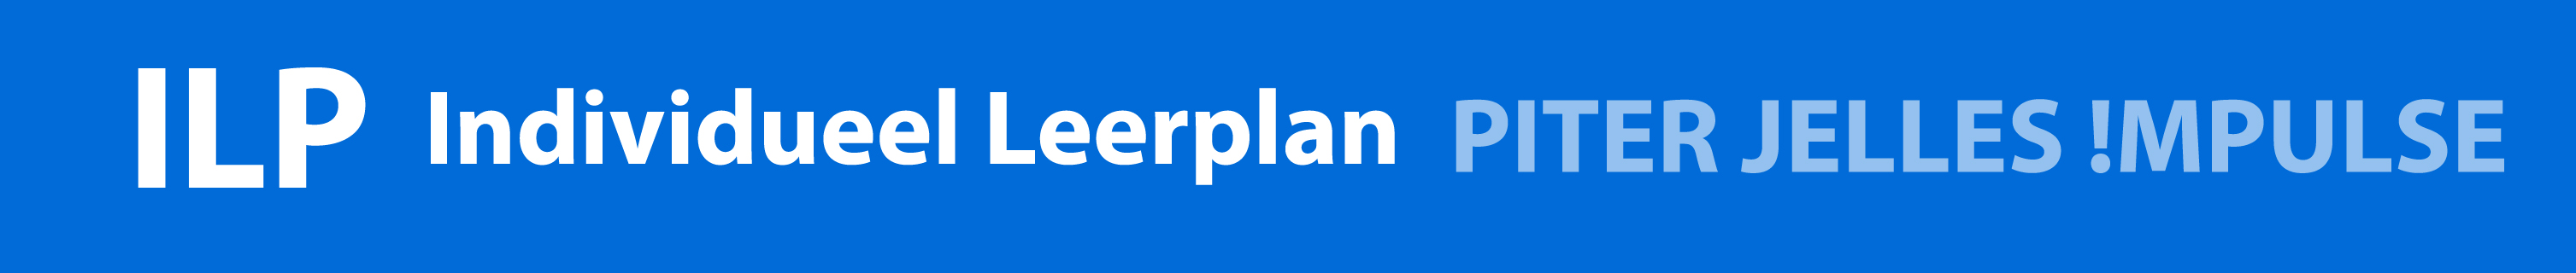 ILP Individueel Leerplan PITER JELLES !MPULSE